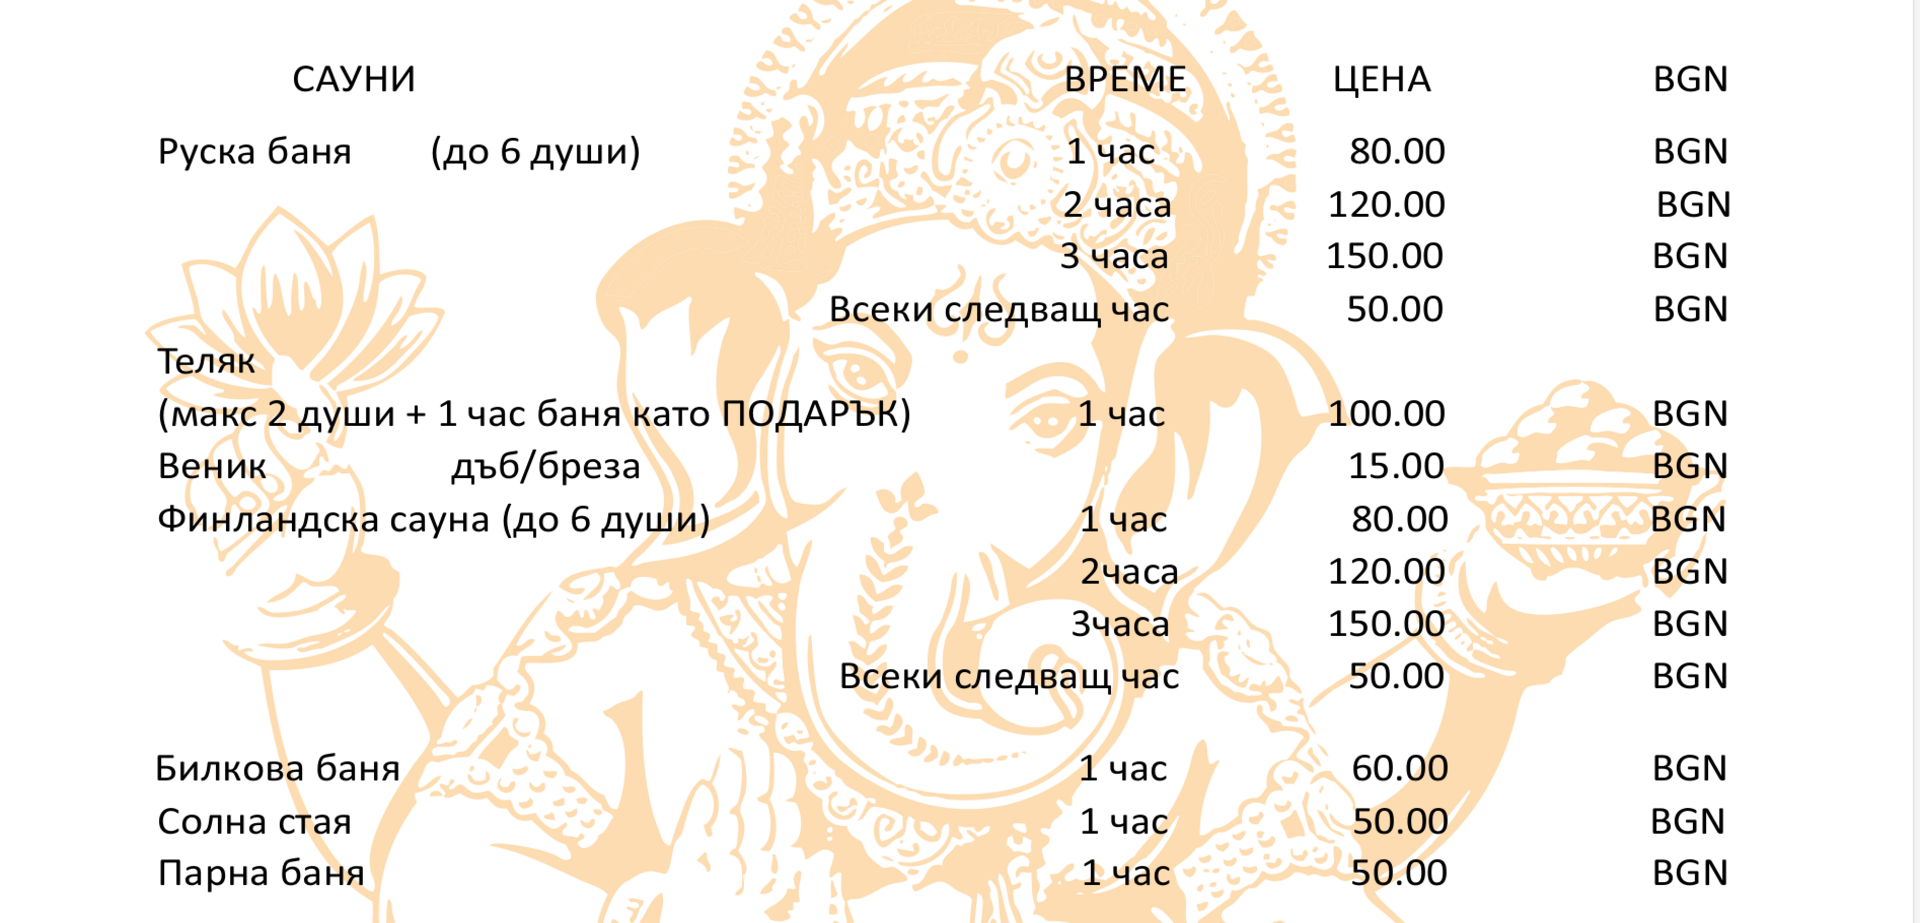 САУНИ ВРЕМЕ ЦЕНА BGN
Руска баня (до 6 души) 1 час 80.00 BGN
2 часа 120.00 BGN
3 часа 150.00 BGN
Всеки следващ час 50.00 BGN
Теляк
(макс 2 души + 1 час баня като ПОДАРЪК) 1 час 100.00 BGN
Веник дъб/бреза 15.00 BGN
Финландска сауна (до 6 души) 1 час 80.00 BGN
2часа 120.00 BGN
3часа 150.00 BGN
Всеки следващ час 50.00 BGN
Билкова баня 1 час 60.00 BGN
Солна стая 1 час 50.00 BGN
Парна баня 1 час 50.00 BGN